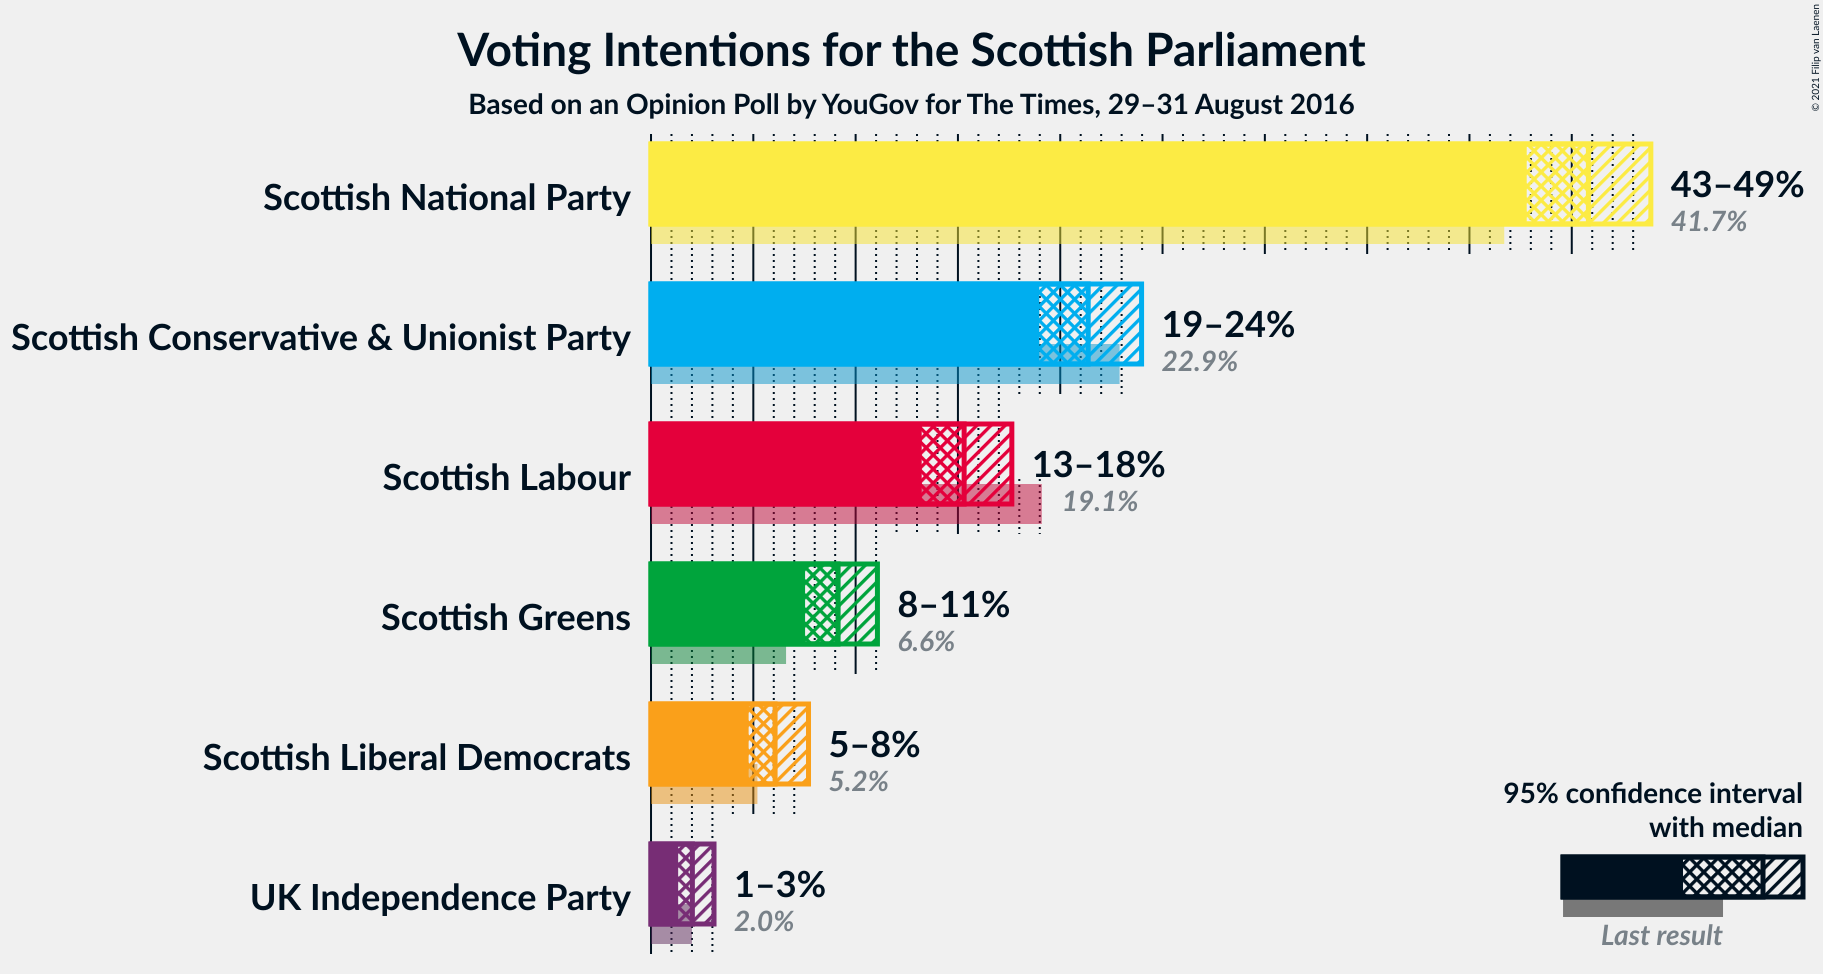 Voting Intentions for the Scottish Parliament
Based on an Opinion Poll by YouGov for The Times, 29–31 August 2016
© 2021 Filip van Laenen
Scottish National Party
43–49%
41.7%
Scottish Conservative & Unionist Party
19–24%
22.9%
Scottish Labour
13–18%
19.1%
Scottish Greens
8–11%
6.6%
Scottish Liberal Democrats
5–8%
5.2%
UK Independence Party
1–3%
2.0%
95% confidence interval
with median
Last result